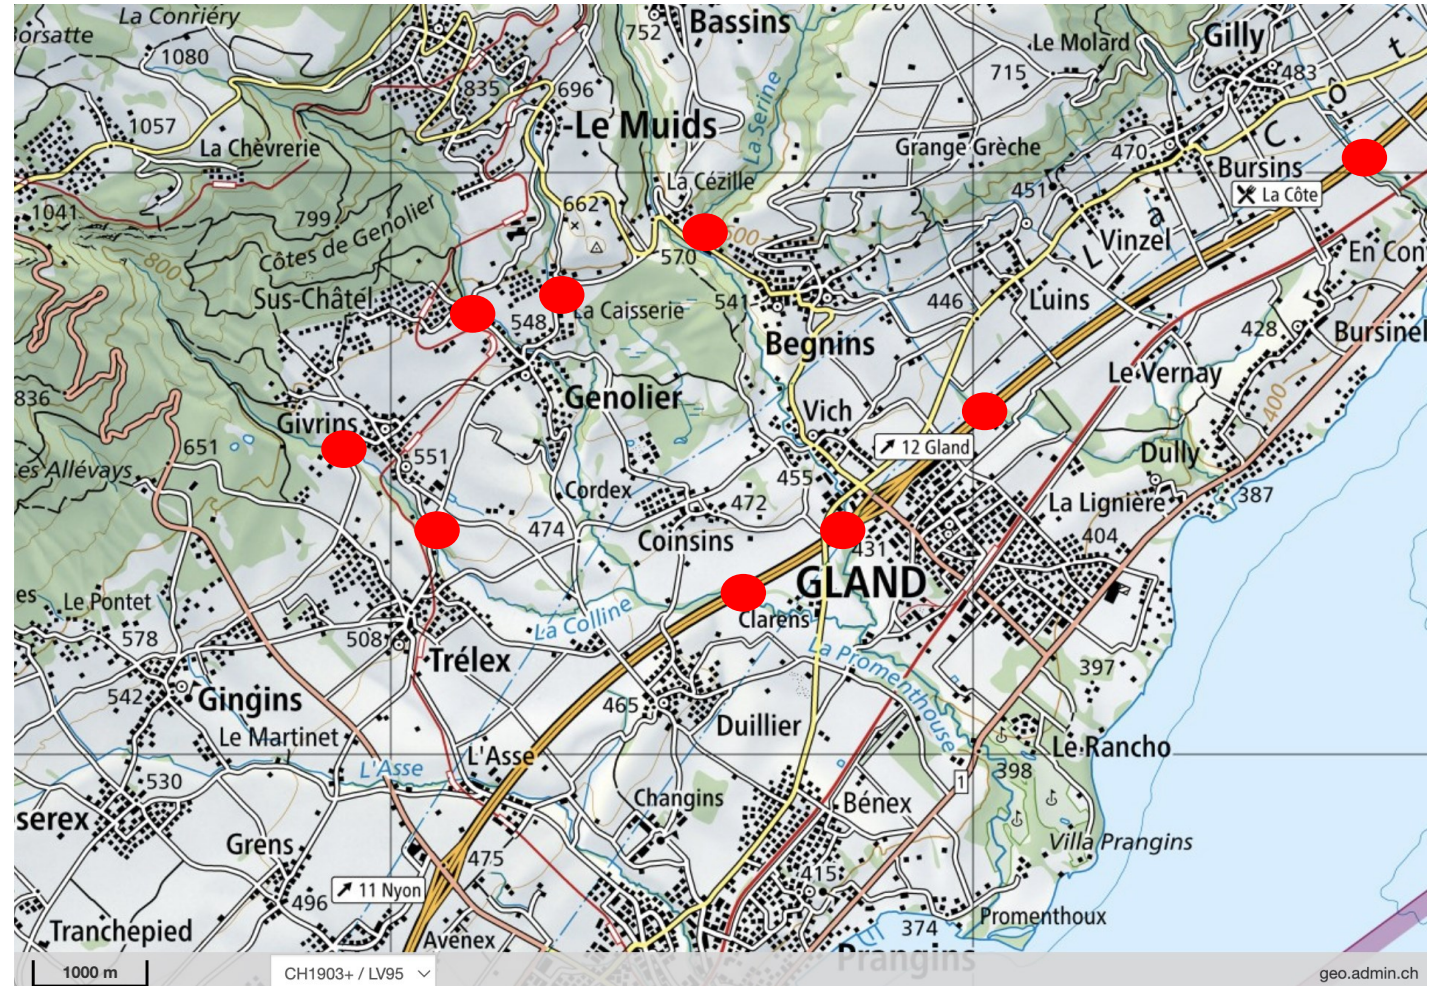 La Conriéry
752
Bassins
Le Molard
Gilly
1080
835
696
715
483
t
o
1057
La Chèvrerie
-Le Muids
La Serine
Grange Grèche
470
C
Bursins
La Cézille
La Côte
1041
799
Côtes de Genolier
662
451
a
Vinzel
L
En Con
800
570
Sus-Châtel
548
La Caisserie
541
446
Luins
428
Bursinel
Begnins
836
Genolier
Vich
Le Vernay
400
Givrins
651
551
12 Gland
Dully
es Allévays
455
Cordex
472
La Lignière
387
474
Coinsins
431
404
GLAND
es
Le Pontet
La Colline
Clarens
578
508
Trélex
La Promenthouse
397
542
Gingins
465
Duillier
Le Martinet
L'Asse
L'Asse
Le Rancho
530
1
398
serex
Changins
Bénex
Grens
Villa Prangins
475
415
11 Nyon
496
Tranchepied
Avenex
374
Promenthoux
Prangins
1000 m
CH1903+ / LV95
geo.admin.ch